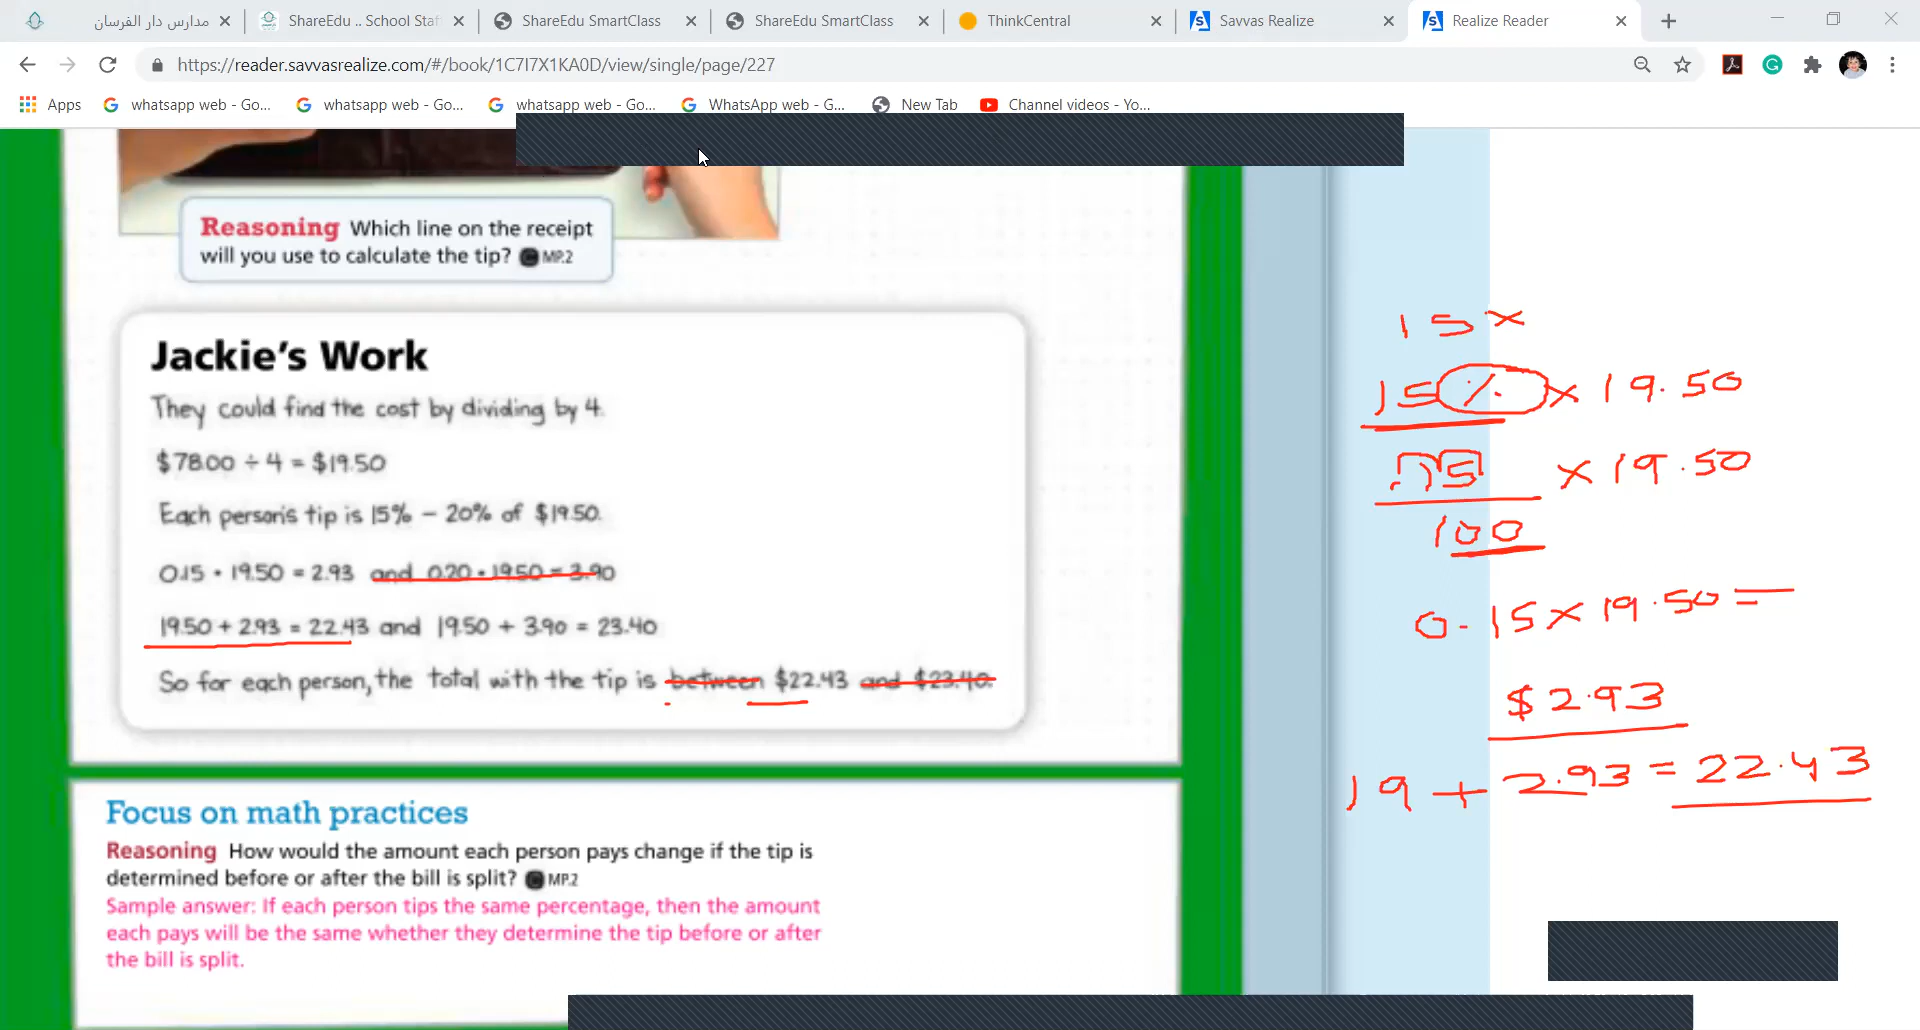 مدارس دار الفرسان
ShareEdu .. School Staf
ShareEdu SmartClass
ShareEdu SmartClass
ThinkCentral
Savvas Realize
Realize Reader
https://reader.savvasrealize.com/#/book/1C7I7X1KA0D/view/single/page/227
Apps
whatsapp web - Go...
whatsapp web - Go...
whatsapp web - Go...
WhatsApp web - G...
New Tab
Channel videos - Yo...
Reasoning Which line on the receipt
will you use to calculate the tip? MP.2
Jackie's Work
They could find the cost by dividing by 4.
$78.00 ÷ 4 = $19.50
Each person's tip is 15% - 20% of $19.50.
0.15 • 19.50 = 2.93 and 0.20 • 19.50 = 3.90
19.50 + 2.93 = 22.43 and 19.50 + 3.90 = 23.40
So for each person, the total with the tip is between $22.43 and $23.40.
Focus on math practices
Reasoning How would the amount each person pays change if the tip is
determined before or after the bill is split? MP.2
Sample answer: If each person tips the same percentage, then the amount
each pays will be the same whether they determine the tip before or after
the bill is split.
15 ×
15 % × 19.50
.15 × 19.50
100
0.15 × 19.50 =
$ 2.93
19 + 2.93 = 22.43